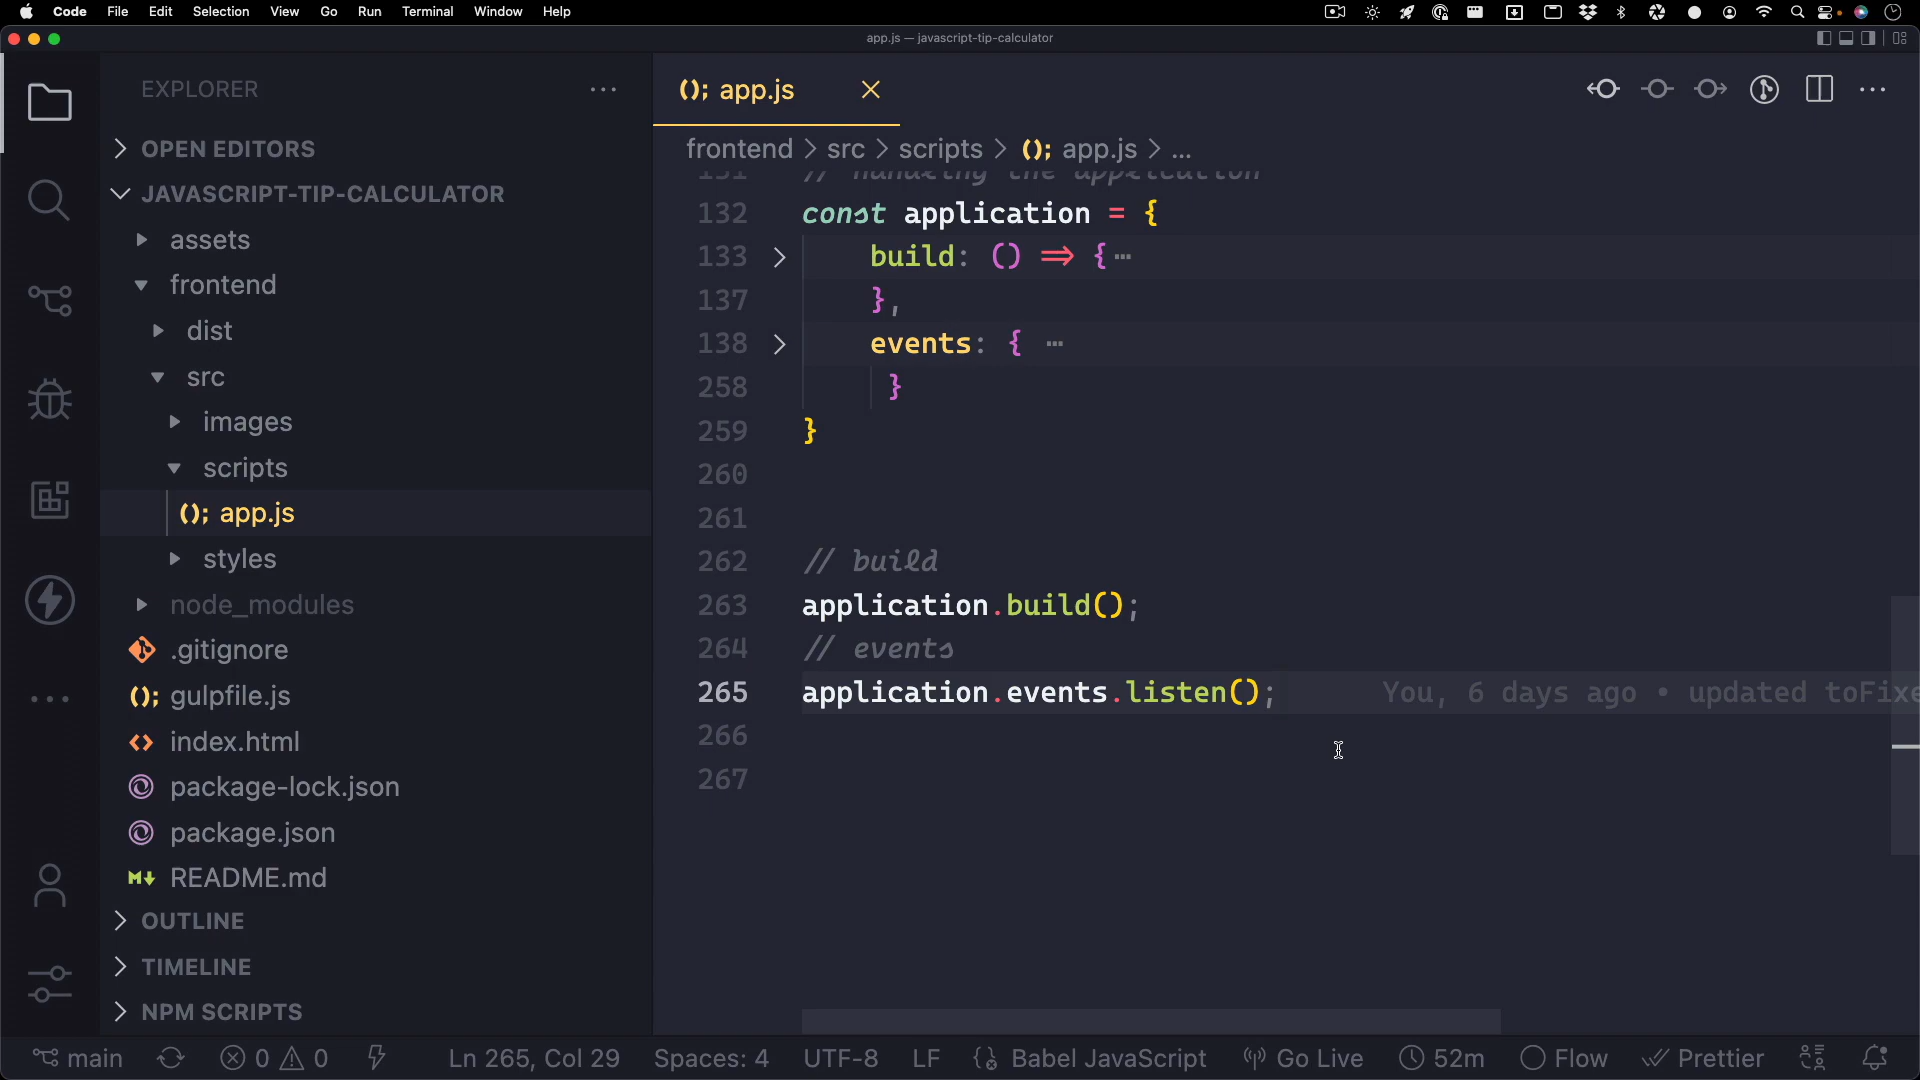 Code File Edit Selection View Go Run Terminal Window Help
app.js — javascript-tip-calculator
EXPLORER
OPEN EDITORS
JAVASCRIPT-TIP-CALCULATOR
assets
frontend
dist
src
images
scripts
(); app.js
styles
node_modules
.gitignore
(); gulpfile.js
<> index.html
package-lock.json
package.json
M↓ README.md
OUTLINE
TIMELINE
NPM SCRIPTS
(); app.js
frontend > src > scripts > (); app.js > ...
131 // handling the application
132 const application = {
133 build: () => { ⋯
137 },
138 events: { ⋯
258 }
259 }
260
261
262 // build
263 application.build();
264 // events
265 application.events.listen(); You, 6 days ago • updated toFixe
266
267
main 0 0 Ln 265, Col 29 Spaces: 4 UTF-8 LF Babel JavaScript Go Live 52m Flow Prettier